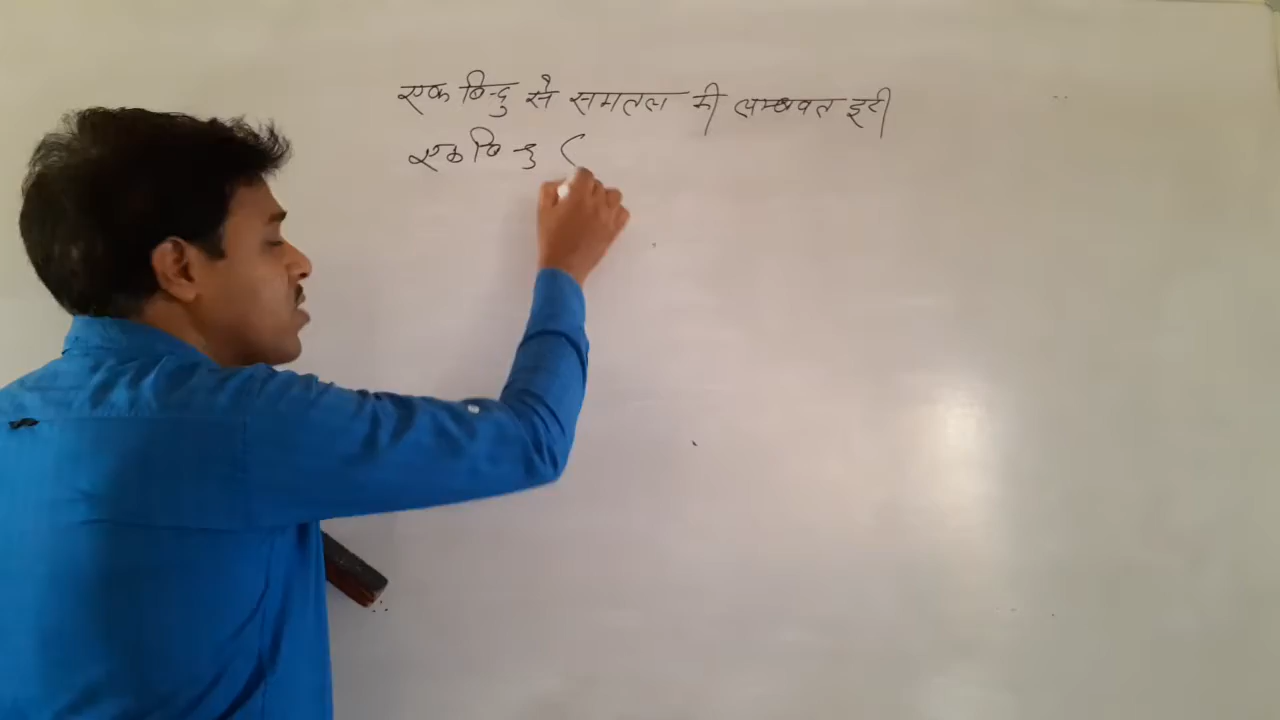 एक बिन्दु से समतल की लम्बवत दूरी
एक बिन्दु (